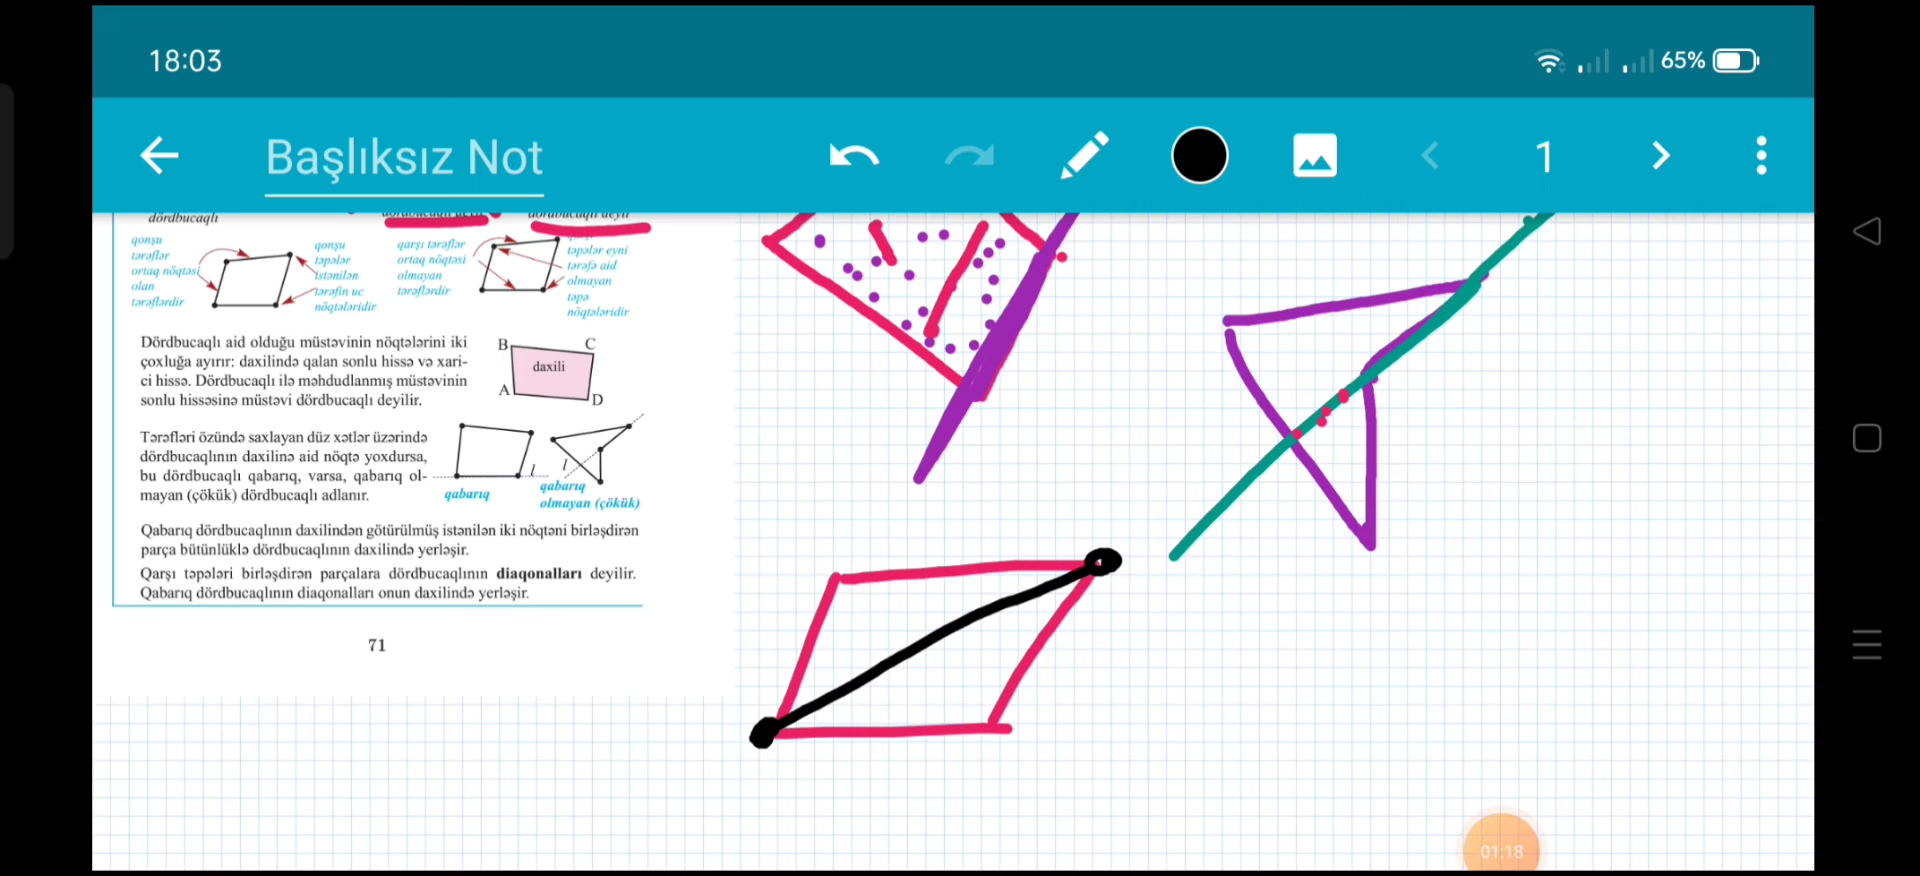 18:03
65%
Başlıksız Not
1
dördbucaqlı
dördbucaqlı deyil
dördbucaqlı deyil
qonşu
tərəflər
ortaq nöqtəsi
olan
tərəflərdir
qonşu
təpələr
istənilən
tərəfin uc
nöqtələridir
qarşı tərəflər
ortaq nöqtəsi
olmayan
tərəflərdir
təpələr eyni
tərəfə aid
olmayan
təpə
nöqtələridir
Dördbucaqlı aid olduğu müstəvinin nöqtələrini iki
çoxluğa ayırır: daxilində qalan sonlu hissə və xari-
ci hissə. Dördbucaqlı ilə məhdudlanmış müstəvinin
sonlu hissəsinə müstəvi dördbucaqlı deyilir.
B
C
daxili
A
D
Tərəfləri özündə saxlayan düz xətlər üzərində
dördbucaqlının daxilinə aid nöqtə yoxdursa,
bu dördbucaqlı qabarıq, varsa, qabarıq ol-
mayan (çökük) dördbucaqlı adlanır.
l
l
qabarıq
qabarıq
olmayan (çökük)
Qabarıq dördbucaqlının daxilindən götürülmüş istənilən iki nöqtəni birləşdirən
parça bütünlüklə dördbucaqlının daxilində yerləşir.
Qarşı təpələri birləşdirən parçalara dördbucaqlının diaqonalları deyilir.
Qabarıq dördbucaqlının diaqonalları onun daxilində yerləşir.
71
01:18